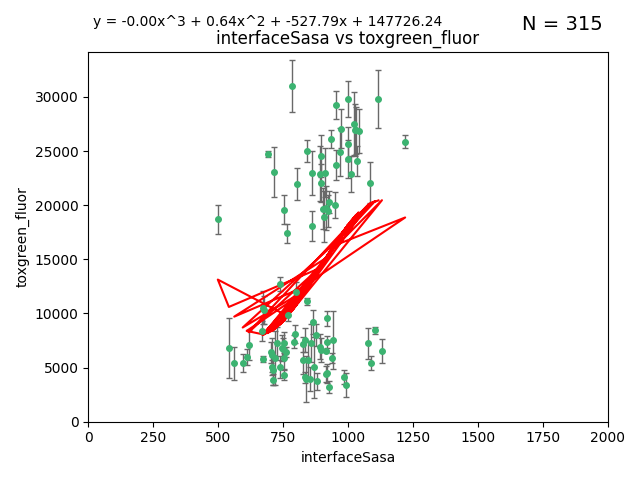 y = -0.00x^3 + 0.64x^2 + -527.79x + 147726.24
N = 315
interfaceSasa vs toxgreen_fluor
30000
25000
20000
15000
10000
5000
0
toxgreen_fluor
0 250 500 750 1000 1250 1500 1750 2000
interfaceSasa